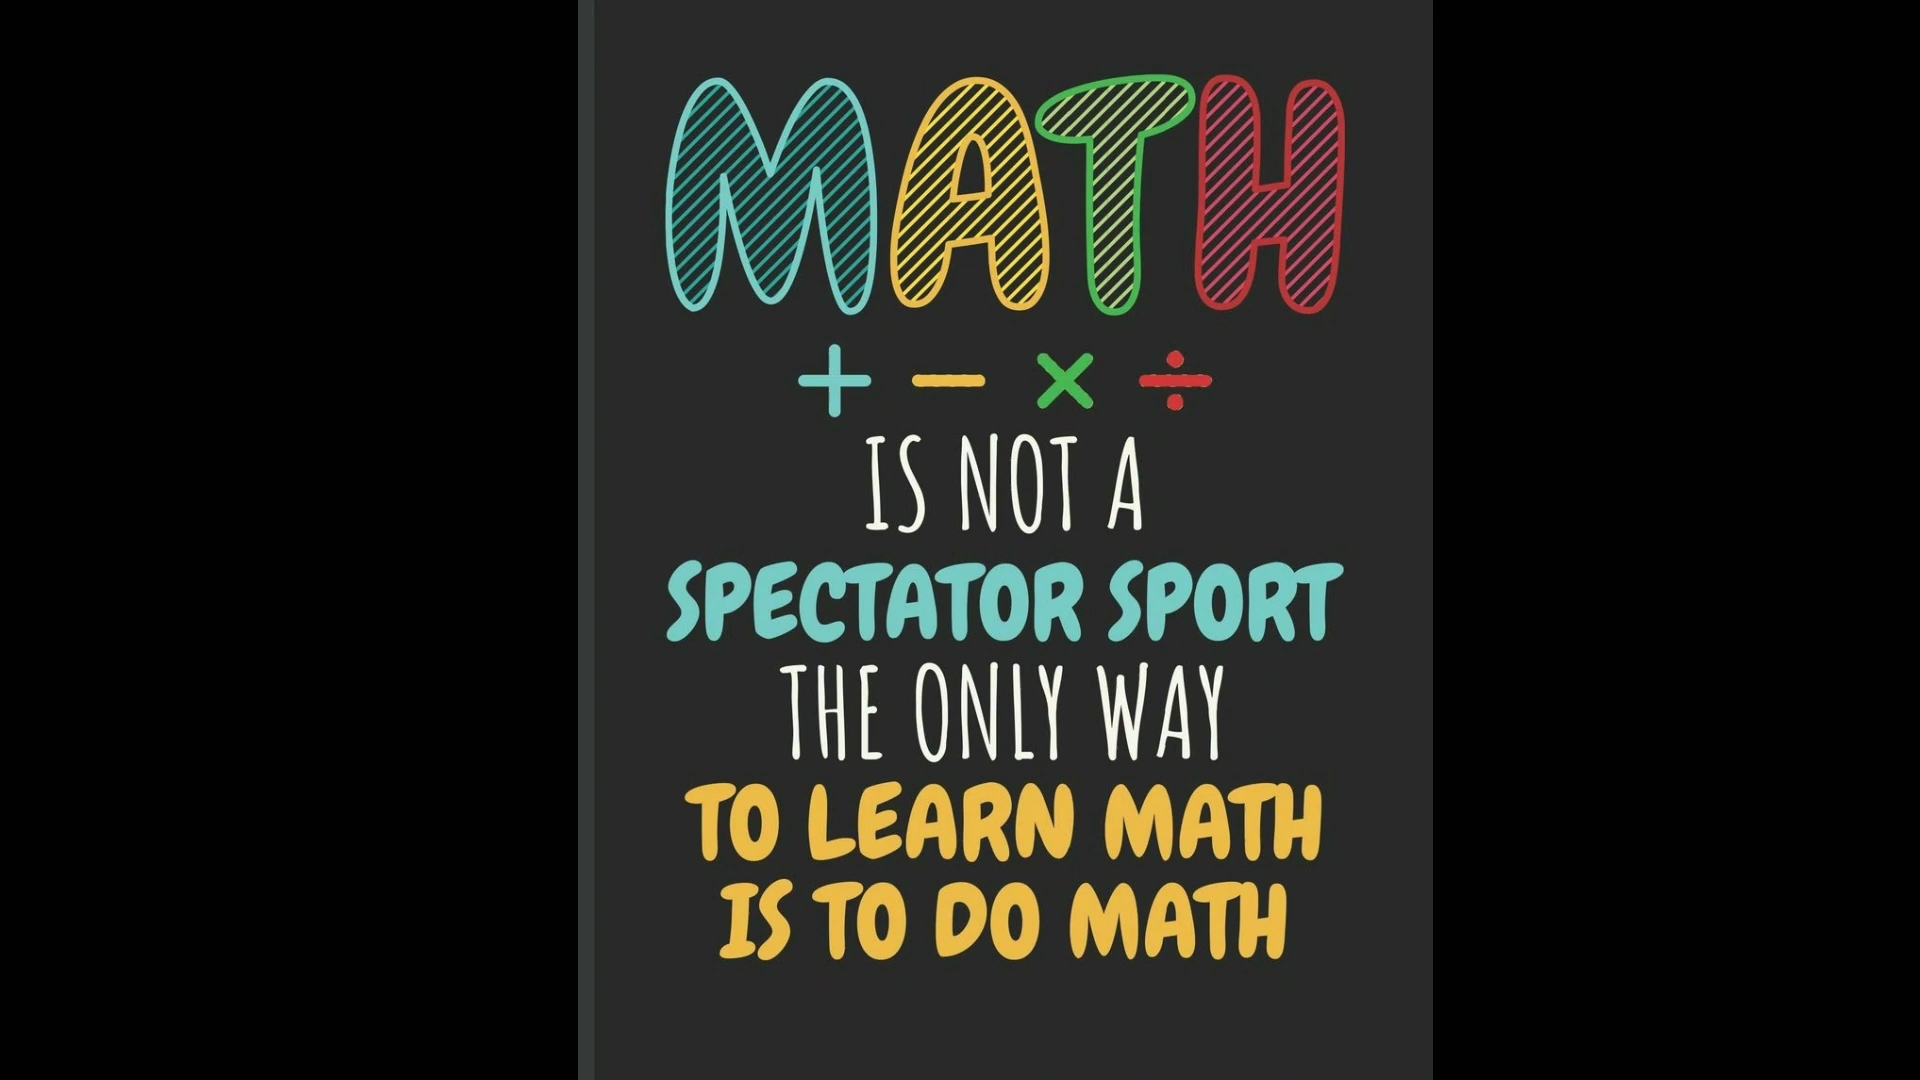 MATH
+ − × ÷
IS NOT A
SPECTATOR SPORT
THE ONLY WAY
TO LEARN MATH
IS TO DO MATH